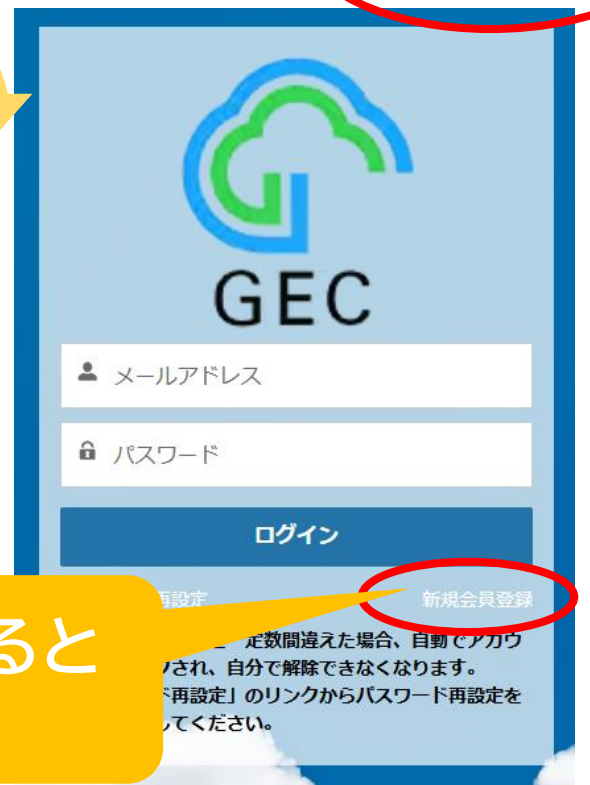 GEC
メールアドレス
パスワード
ログイン
再設定
新規会員登録
定数間違えた場合、自動でアカウ
クされ、自分で解除できなくなります。
ド再設定」のリンクからパスワード再設定を
してください。
ると